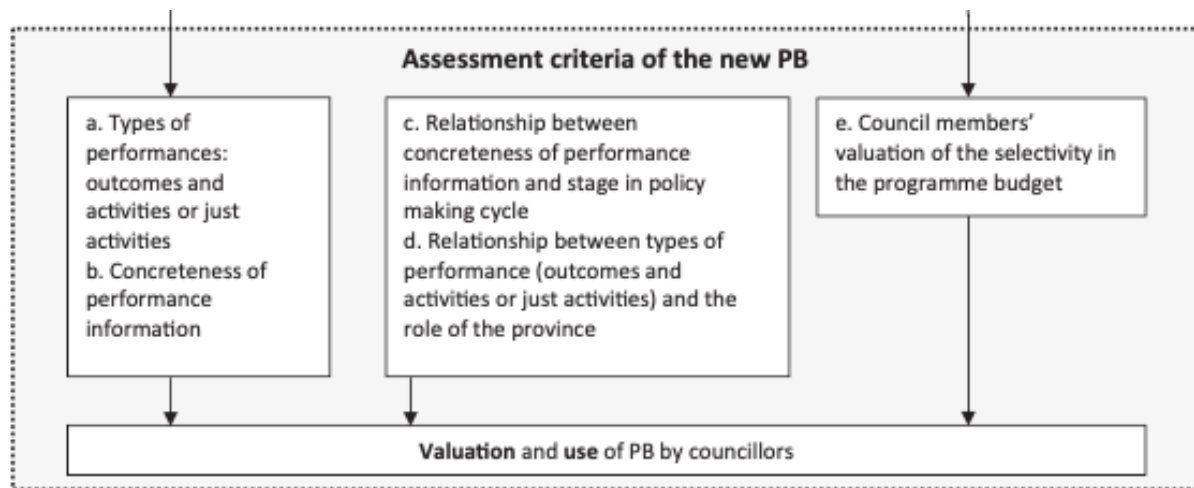 Assessment criteria of the new PB
a. Types of
performances:
outcomes and
activities or just
activities
b. Concreteness of
performance
information
c. Relationship between
concreteness of performance
information and stage in policy
making cycle
d. Relationship between types of
performance (outcomes and
activities or just activities) and the
role of the province
e. Council members’
valuation of the selectivity in
the programme budget
Valuation and use of PB by councillors